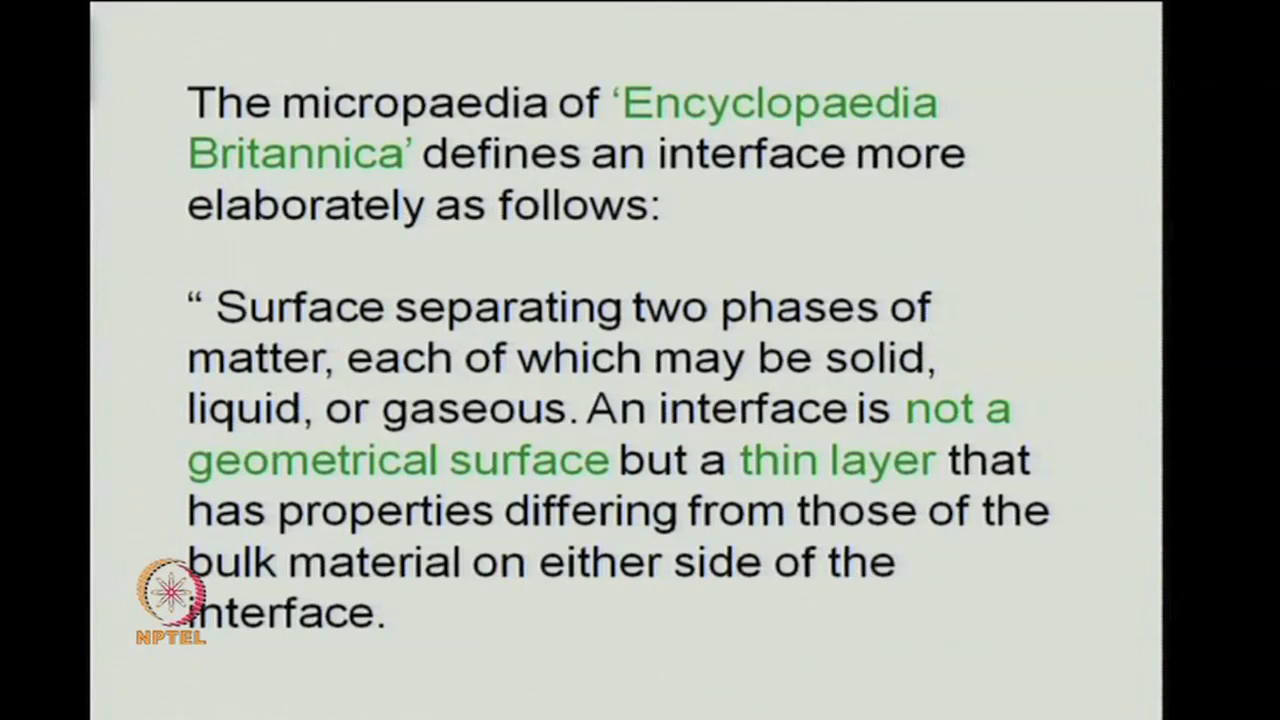 The micropaedia of ‘Encyclopaedia
Britannica’ defines an interface more
elaborately as follows:
“ Surface separating two phases of
matter, each of which may be solid,
liquid, or gaseous. An interface is not a
geometrical surface but a thin layer that
has properties differing from those of the
bulk material on either side of the
interface.
NPTEL